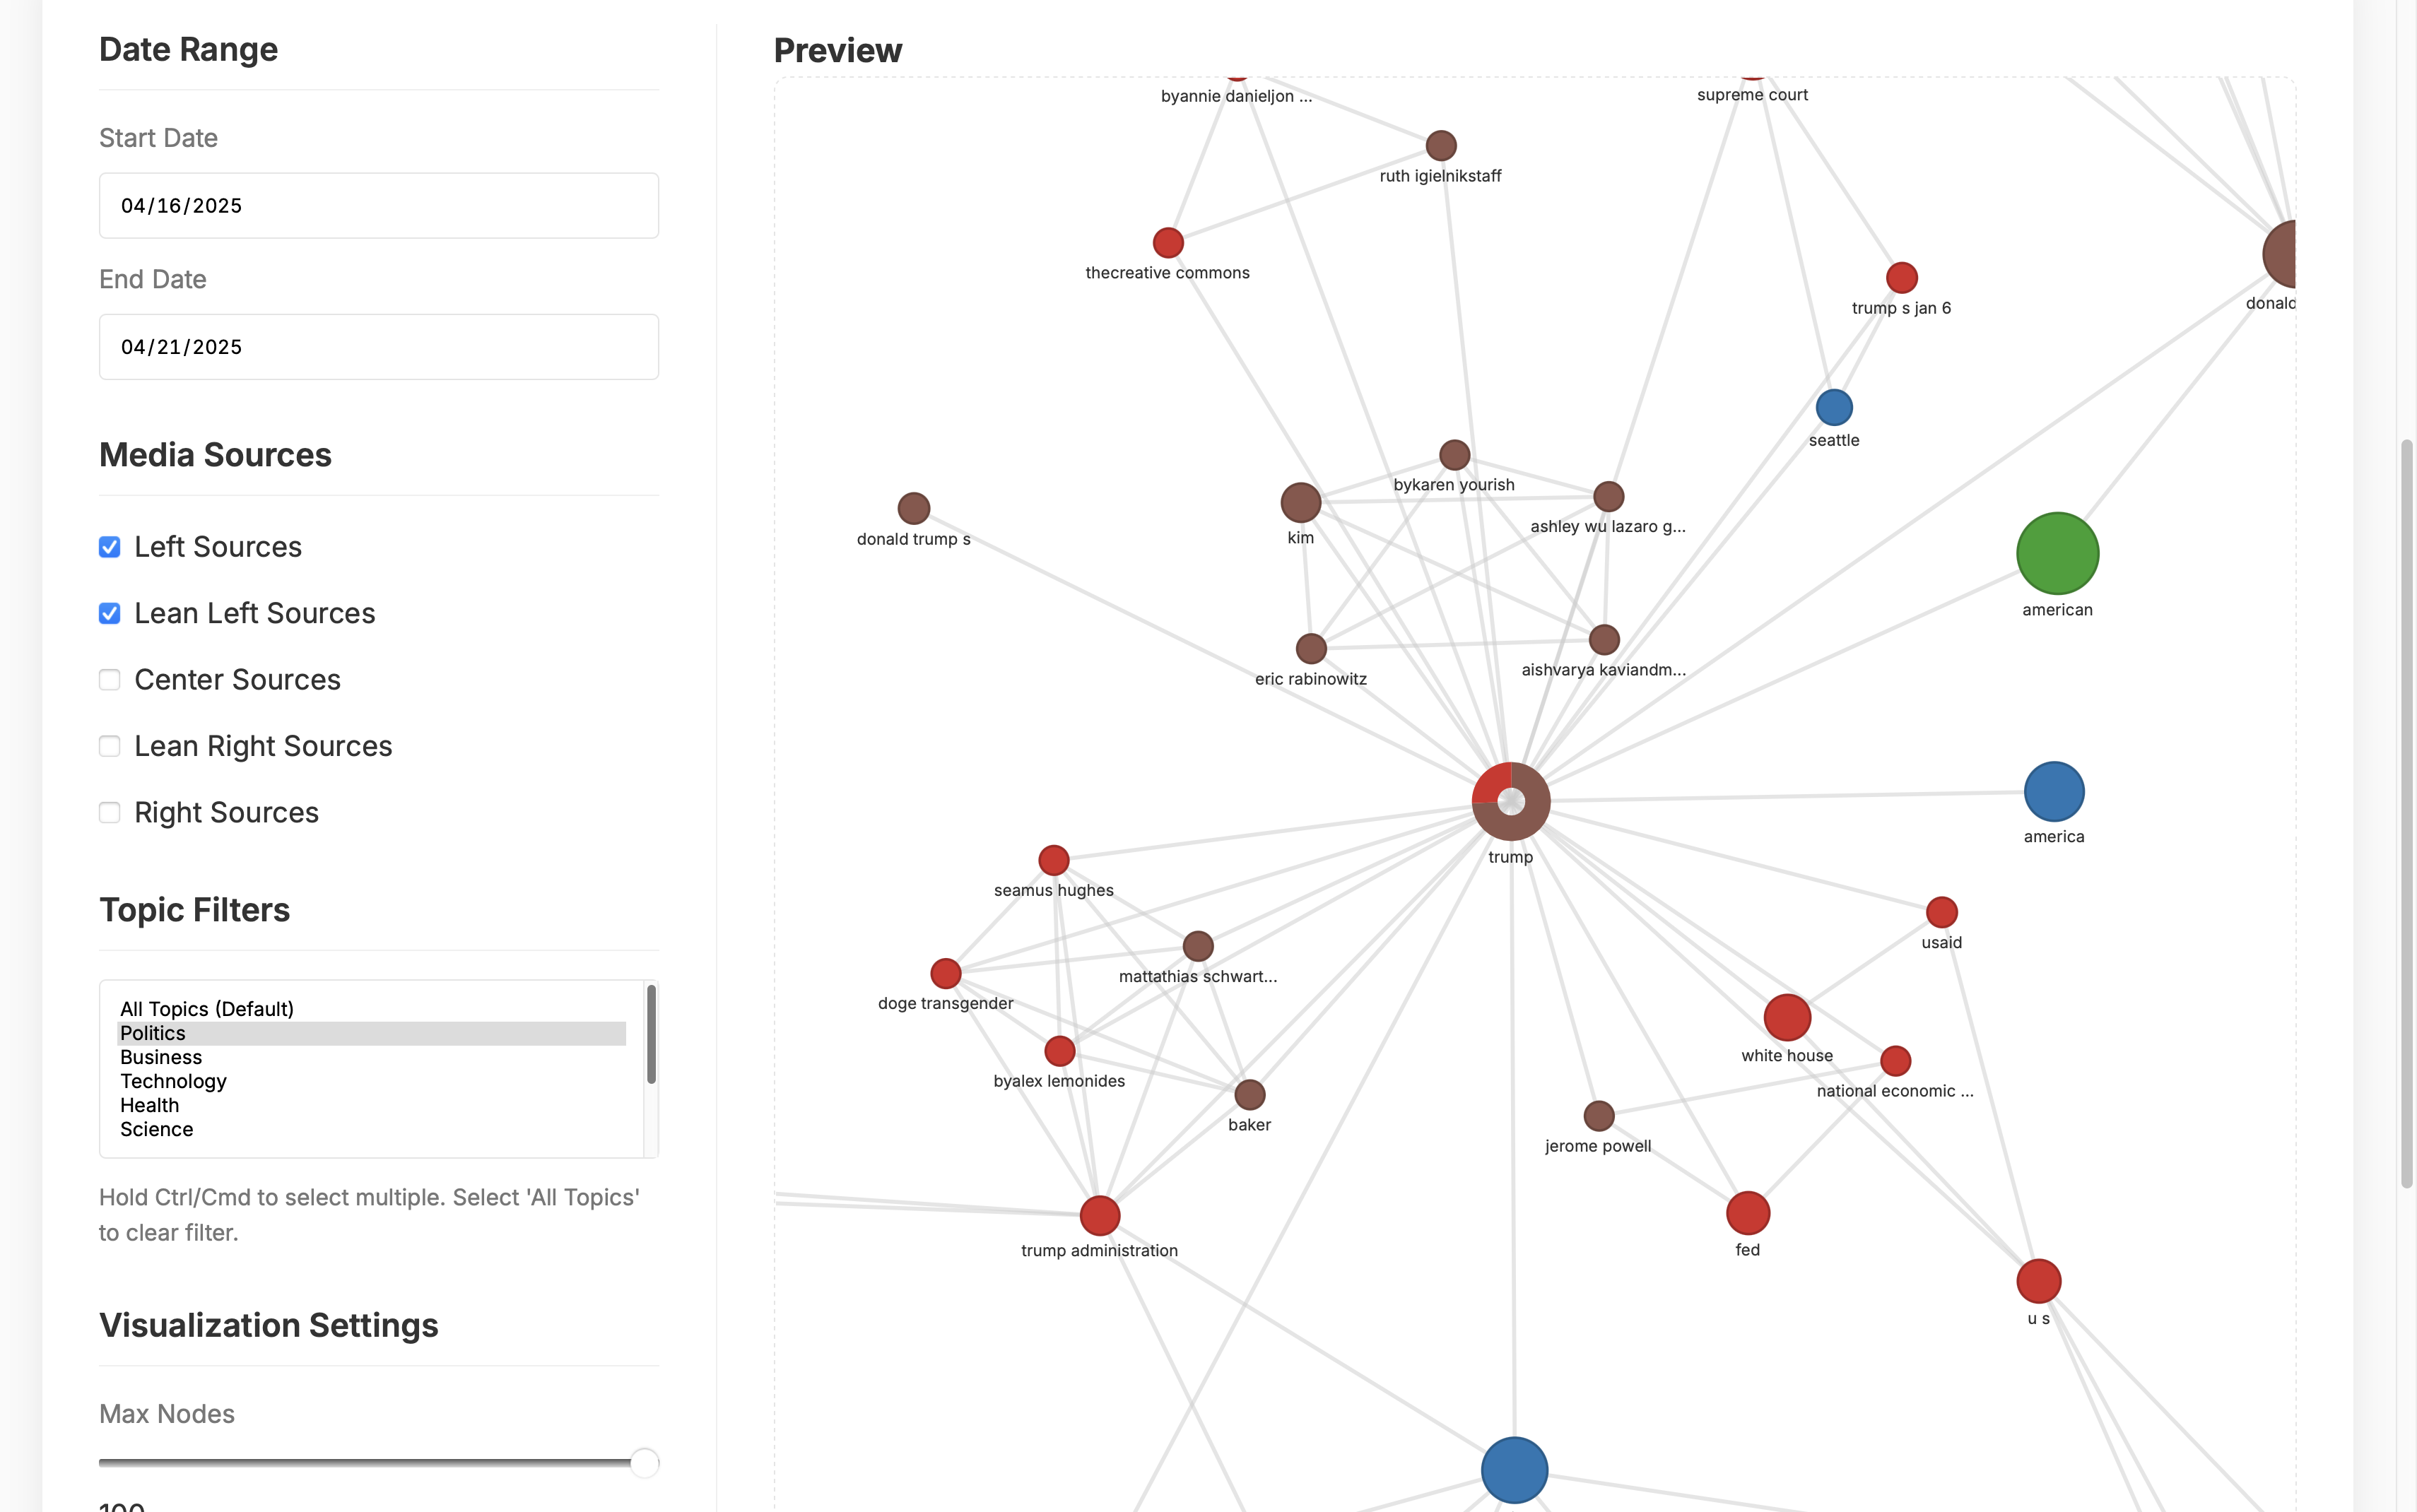 Date Range
Start Date
04/16/2025
End Date
04/21/2025
Media Sources
Left Sources
Lean Left Sources
Center Sources
Lean Right Sources
Right Sources
Topic Filters
All Topics (Default)
Politics
Business
Technology
Health
Science
Hold Ctrl/Cmd to select multiple. Select 'All Topics'
to clear filter.
Visualization Settings
Max Nodes
100
Preview
byannie danieljon ...
supreme court
ruth igielnikstaff
thecreative commons
trump s jan 6
donald
seattle
bykaren yourish
kim
ashley wu lazaro g...
donald trump s
american
eric rabinowitz
aishvarya kaviandm...
trump
america
seamus hughes
usaid
mattathias schwart...
doge transgender
white house
byalex lemonides
national economic ...
baker
jerome powell
trump administration
fed
u s